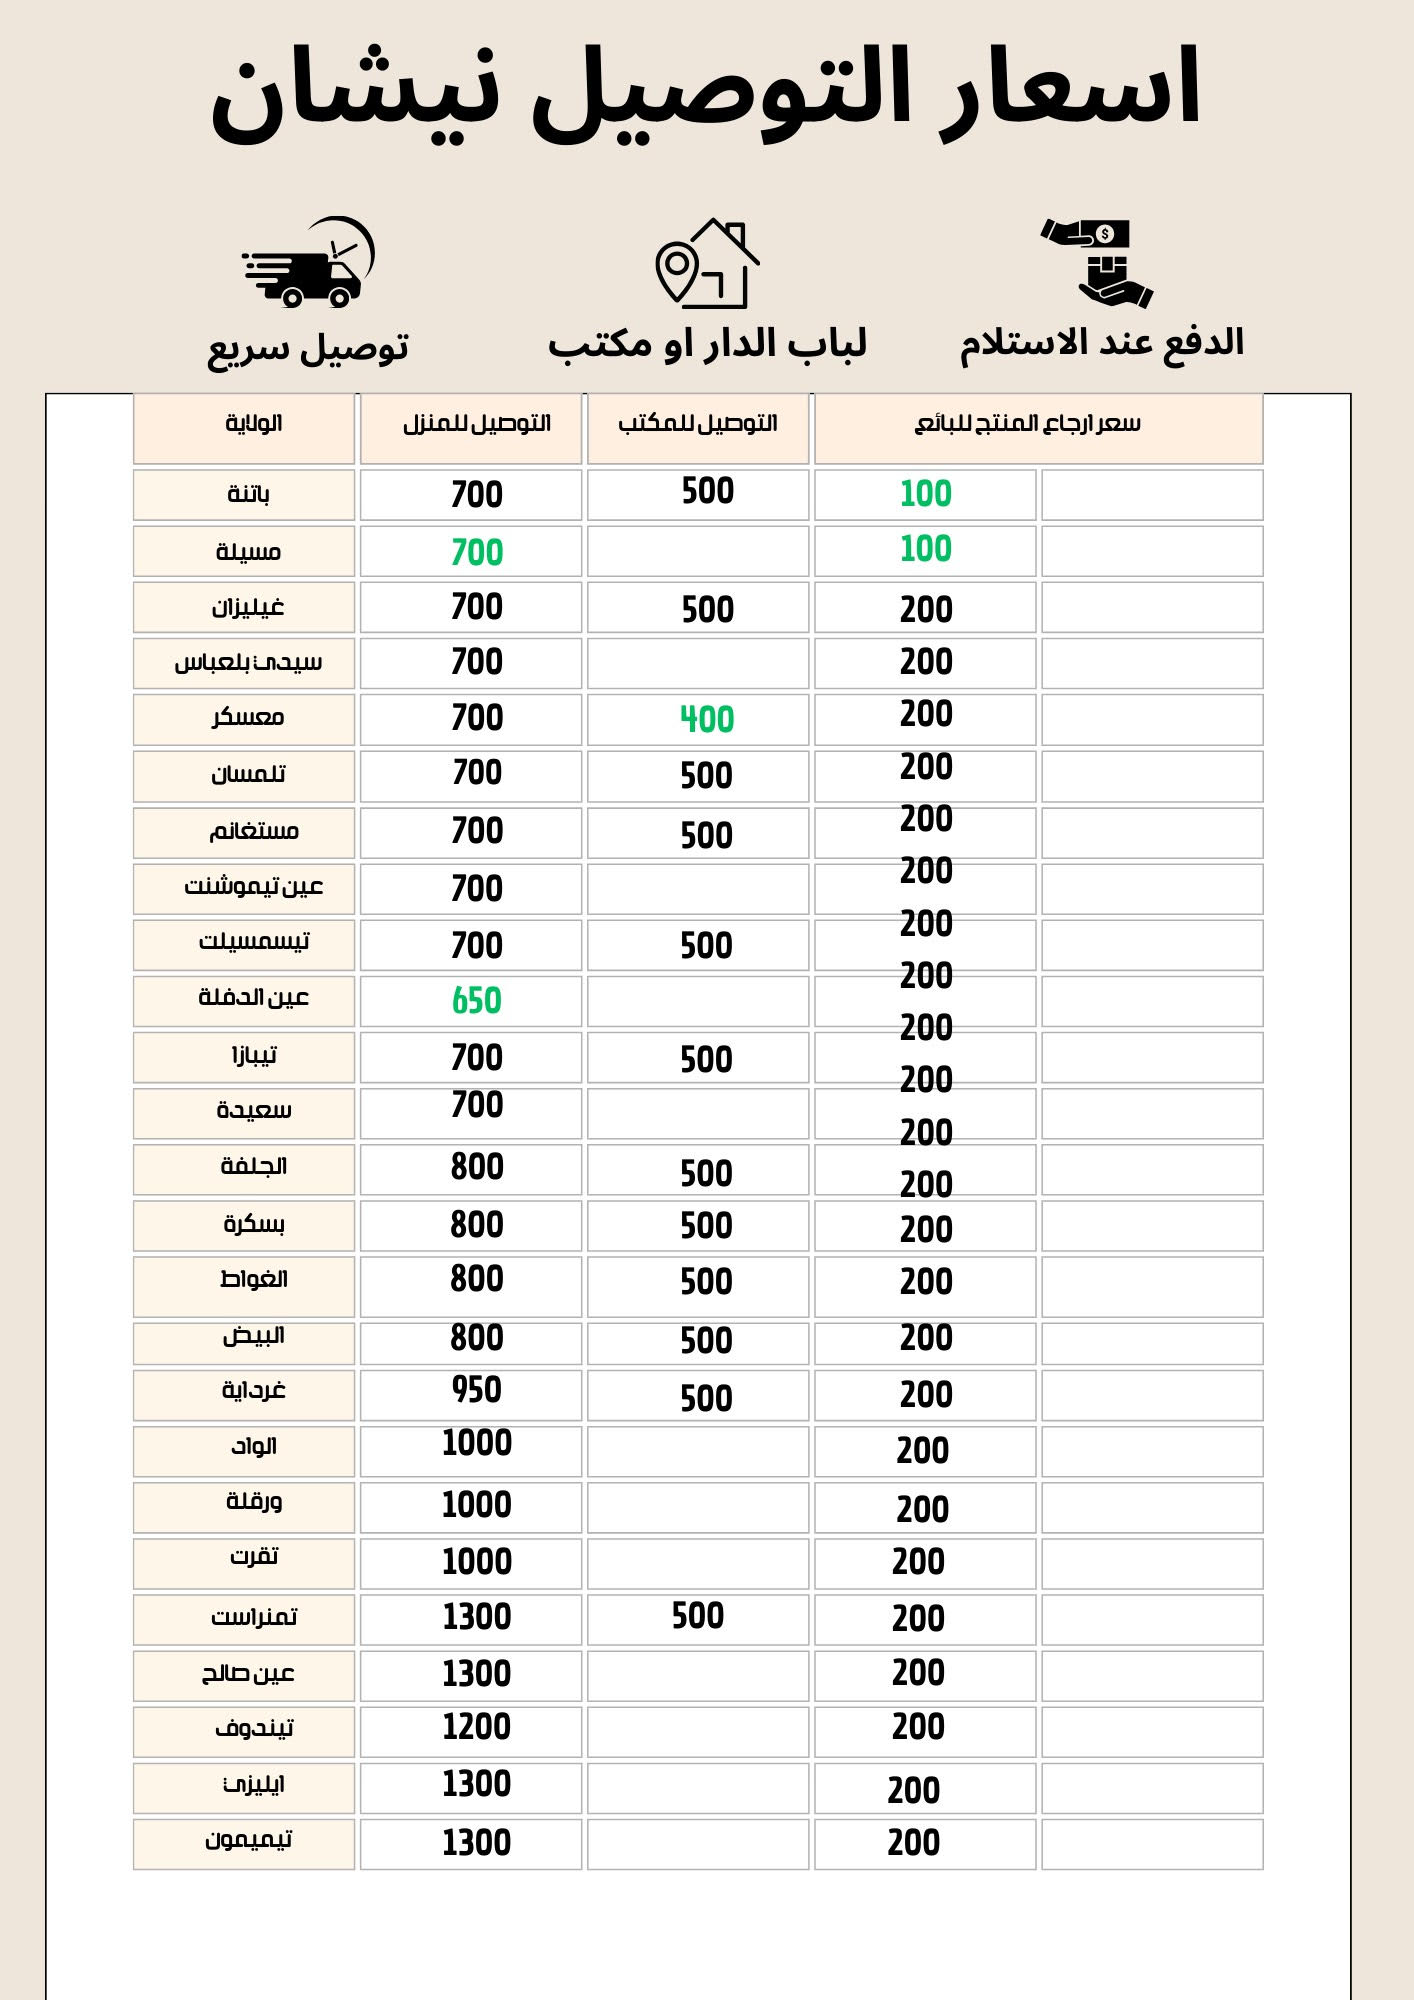 اسعار التوصيل نيشان
الدفع عند الاستلام
لباب الدار او مكتب
توصيل سريع
الولاية التوصيل للمنزل التوصيل للمكتب سعر ارجاع المنتج للبائع
باتنة 700 500 100
مسيلة 700 100
غيليزان 700 500 200
سيدي بلعباس 700 200
معسكر 700 400 200
تلمسان 700 500 200
مستغانم 700 500 200
عين تيموشنت 700 200
تيسمسيلت 700 500 200
عين الدفلة 650 200
تيبازا 700 500 200
سعيدة 700 200
الجلفة 800 500 200
بسكرة 800 500 200
الغواط 800 500 200
البيض 800 500 200
غرداية 950 500 200
الواد 1000 200
ورقلة 1000 200
تقرت 1000 200
تمنراست 1300 500 200
عين صالح 1300 200
تيندوف 1200 200
ايليزي 1300 200
تيميمون 1300 200
200